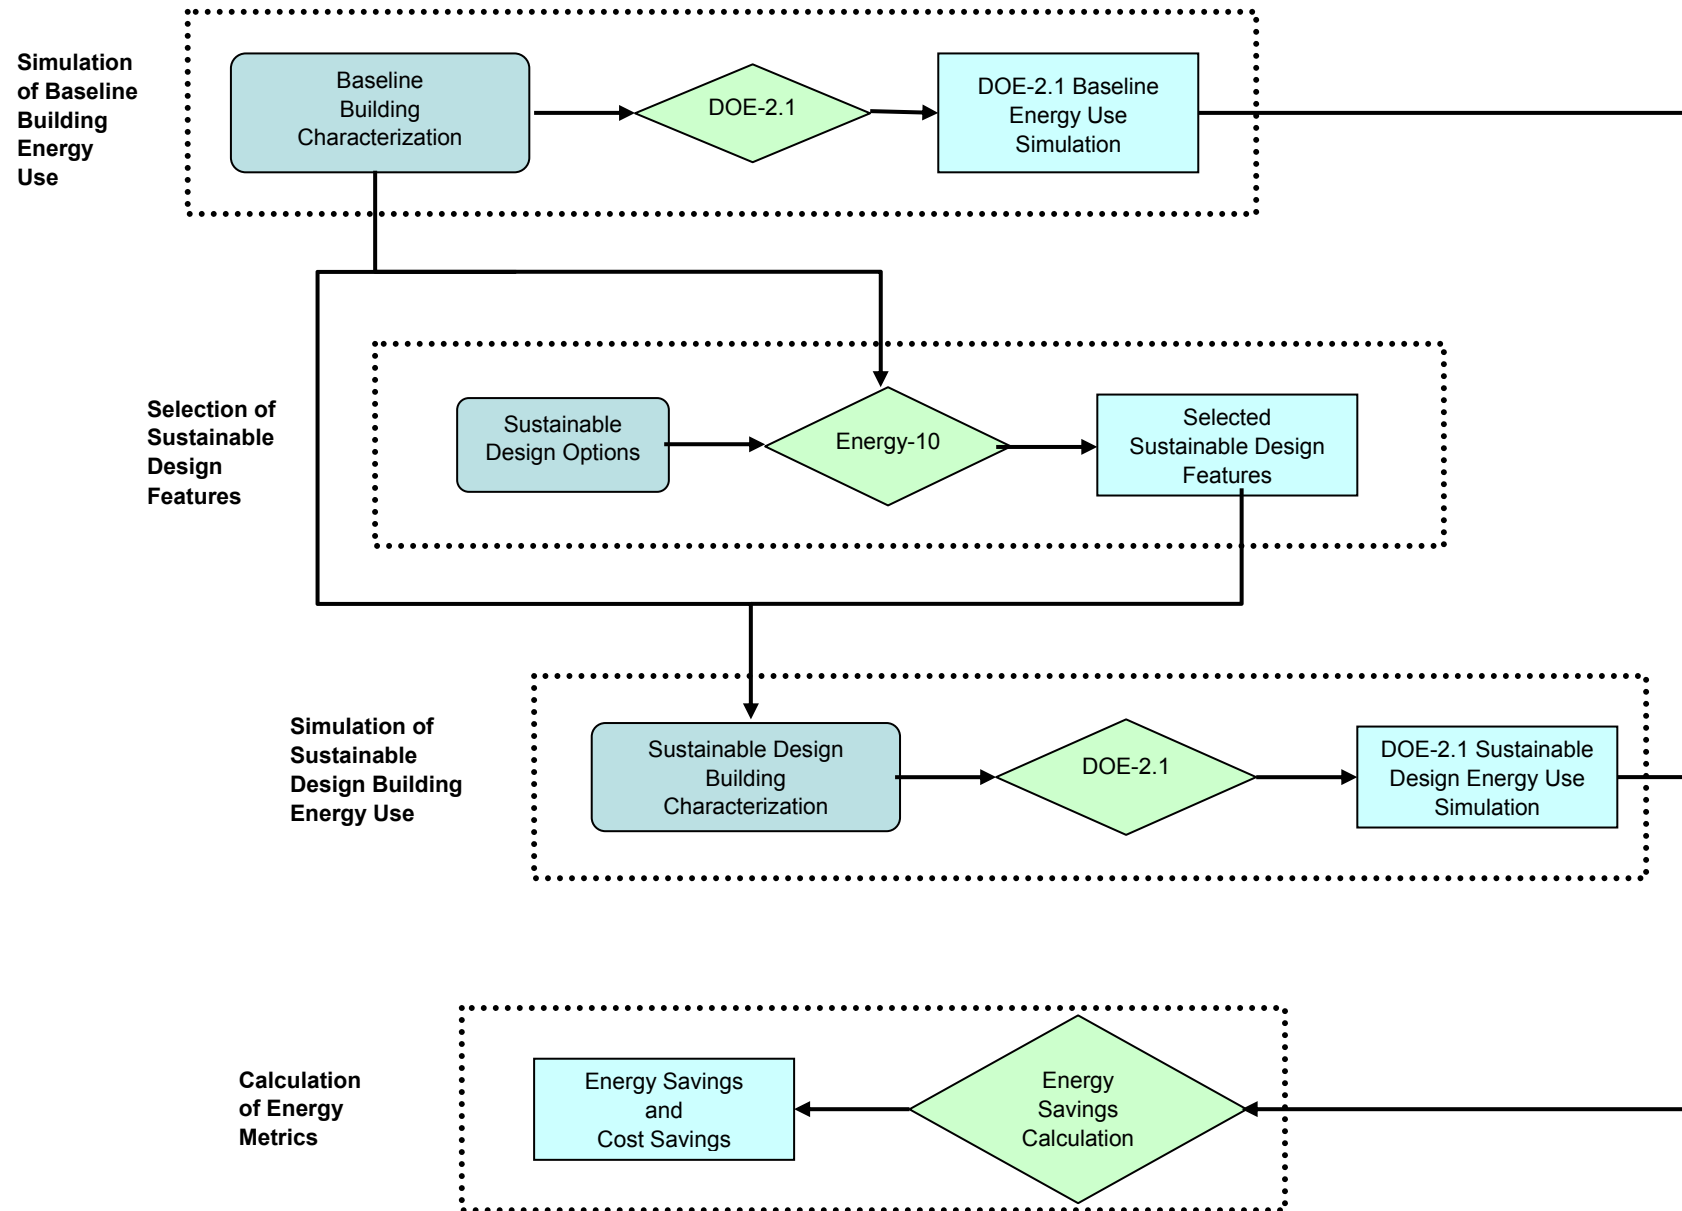 Simulation
of Baseline
Building
Energy
Use
Baseline
Building
Characterization
DOE-2.1
DOE-2.1 Baseline
Energy Use
Simulation
Selection of
Sustainable
Design
Features
Sustainable
Design Options
Energy-10
Selected
Sustainable Design
Features
Simulation of
Sustainable
Design Building
Energy Use
Sustainable Design
Building
Characterization
DOE-2.1
DOE-2.1 Sustainable
Design Energy Use
Simulation
Calculation
of Energy
Metrics
Energy Savings
and
Cost Savings
Energy
Savings
Calculation